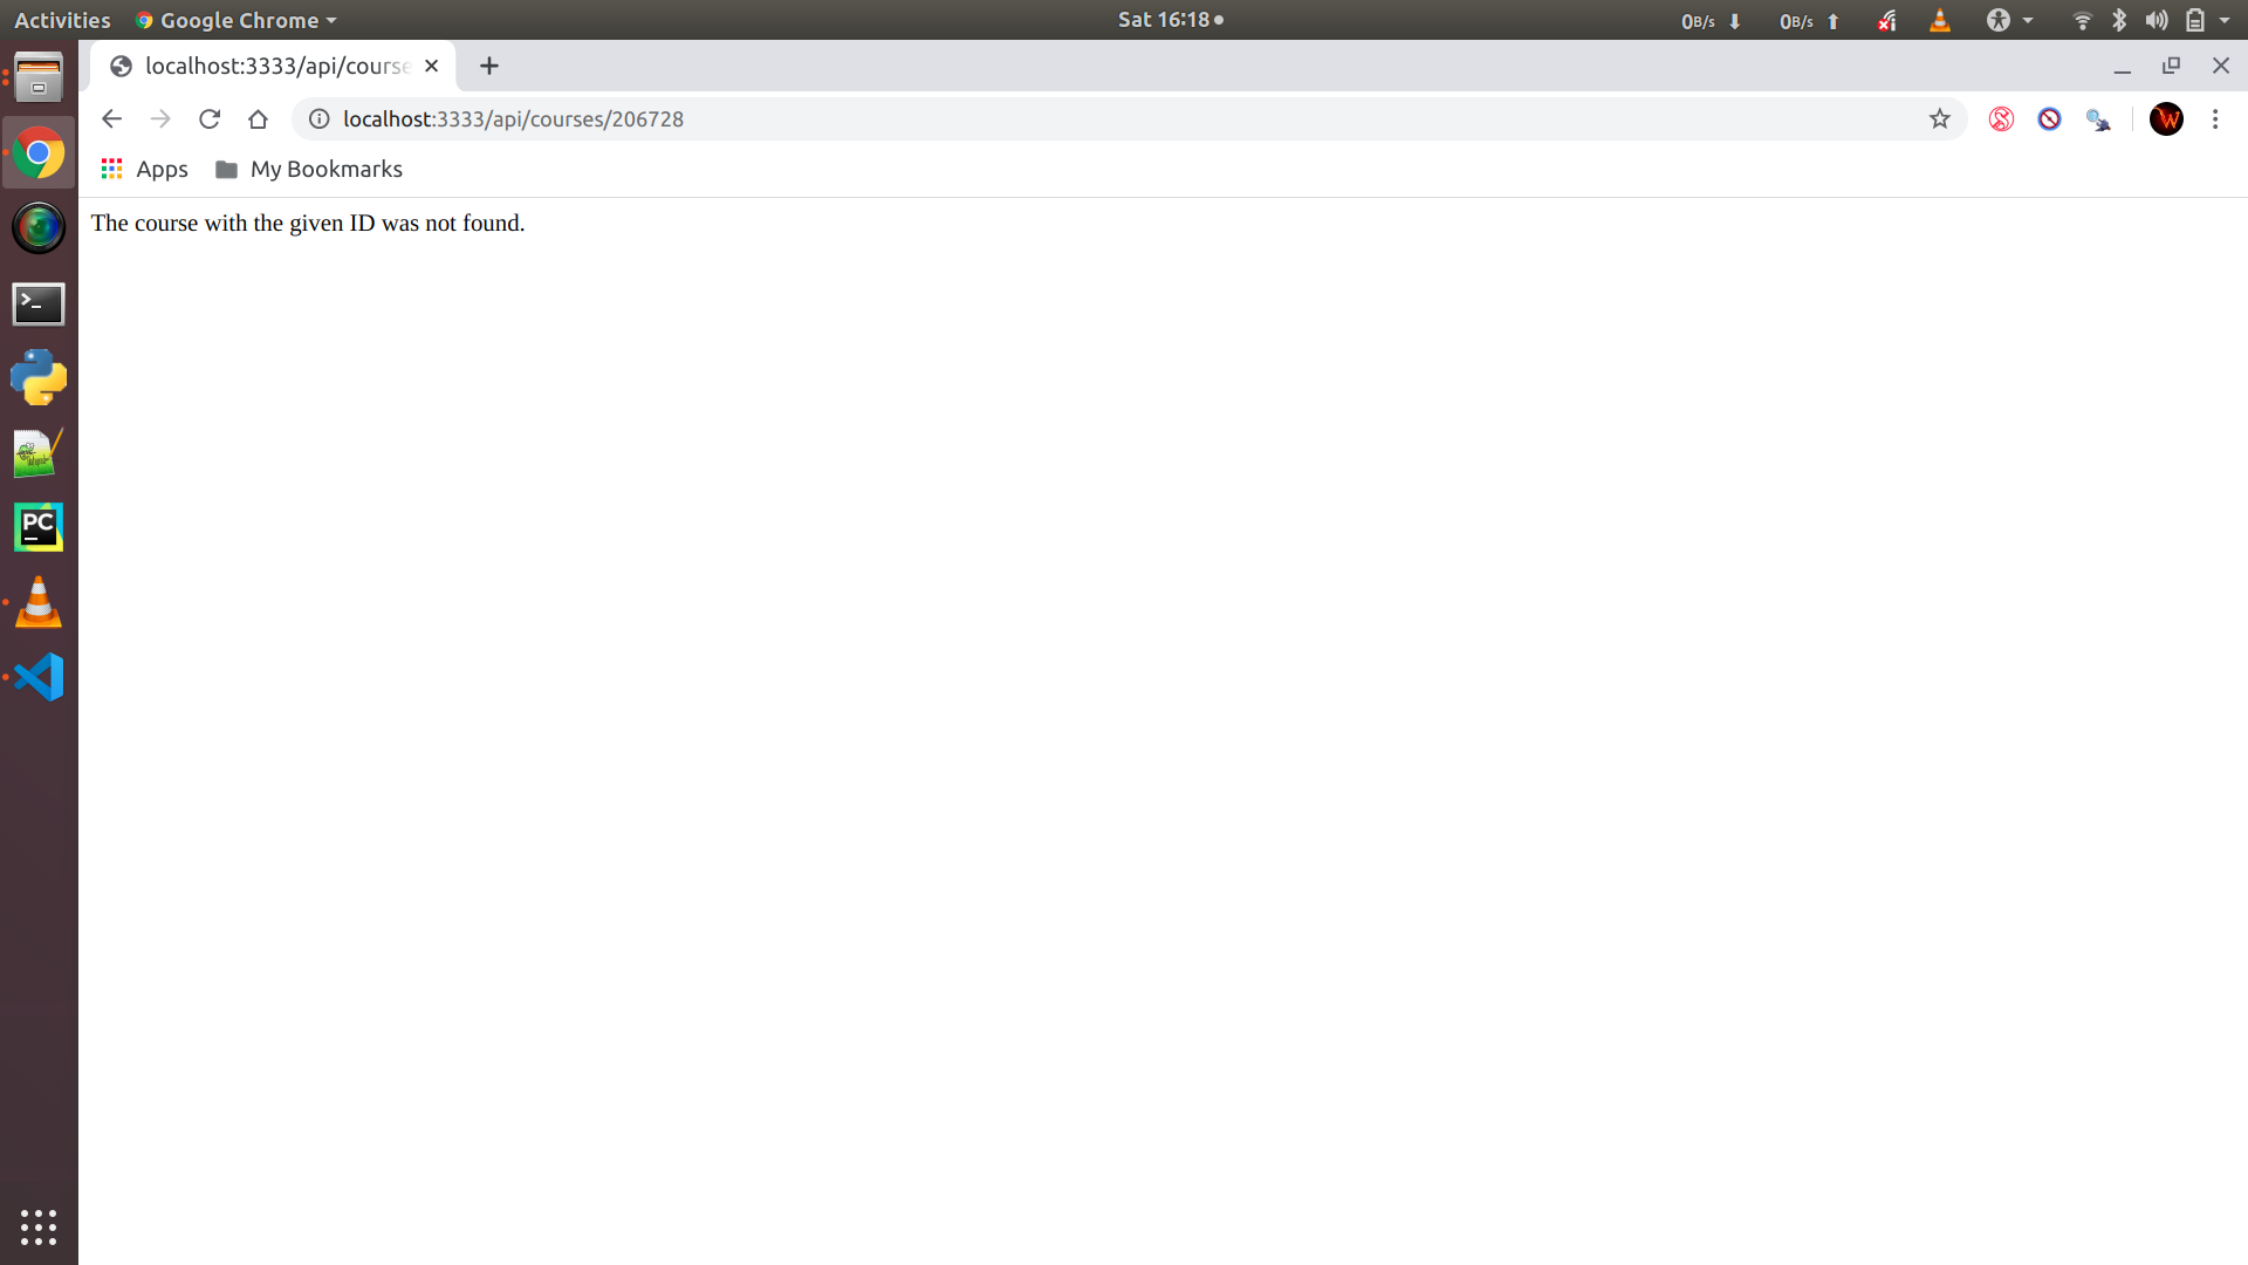 Activities Google Chrome Sat 16:18 0B/s 0B/s
localhost:3333/api/course
localhost:3333/api/courses/206728
Apps My Bookmarks
The course with the given ID was not found.
>_
PC
W